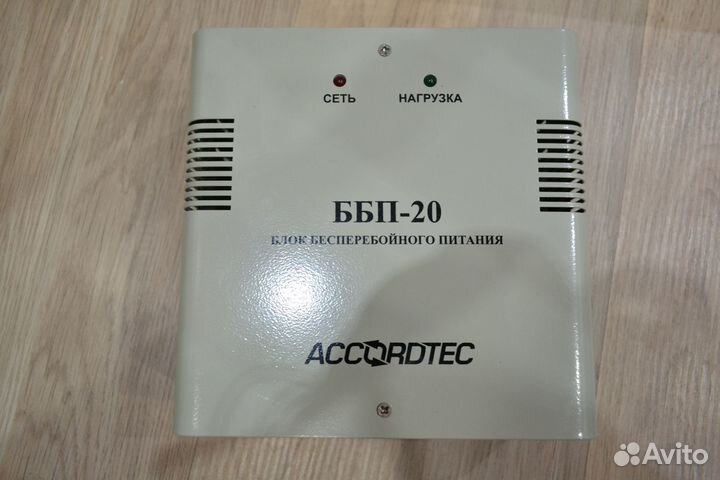 СЕТЬ НАГРУЗКА
ББП-20
БЛОК БЕСПЕРЕБОЙНОГО ПИТАНИЯ
ACCORDTEC
Avito